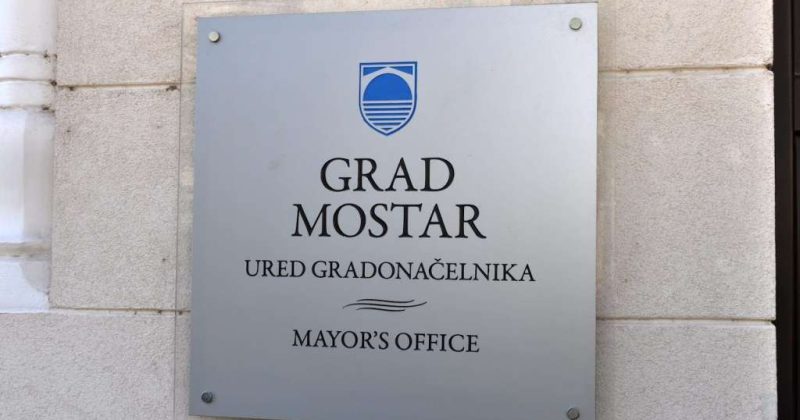 GRAD
MOSTAR
URED GRADONAČELNIKA
MAYOR'S OFFICE